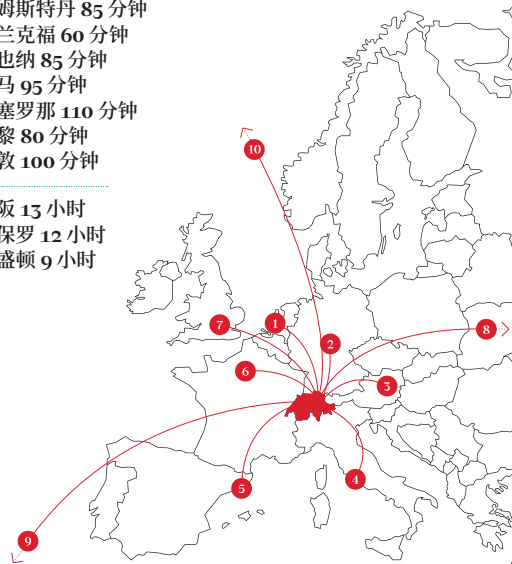 姆斯特丹 85 分钟
兰克福 60 分钟
也纳 85 分钟
马 95 分钟
塞罗那 110 分钟
黎 80 分钟
敦 100 分钟
阪 13 小时
保罗 12 小时
盛顿 9 小时
10
7
1
2
8
6
3
4
5
9